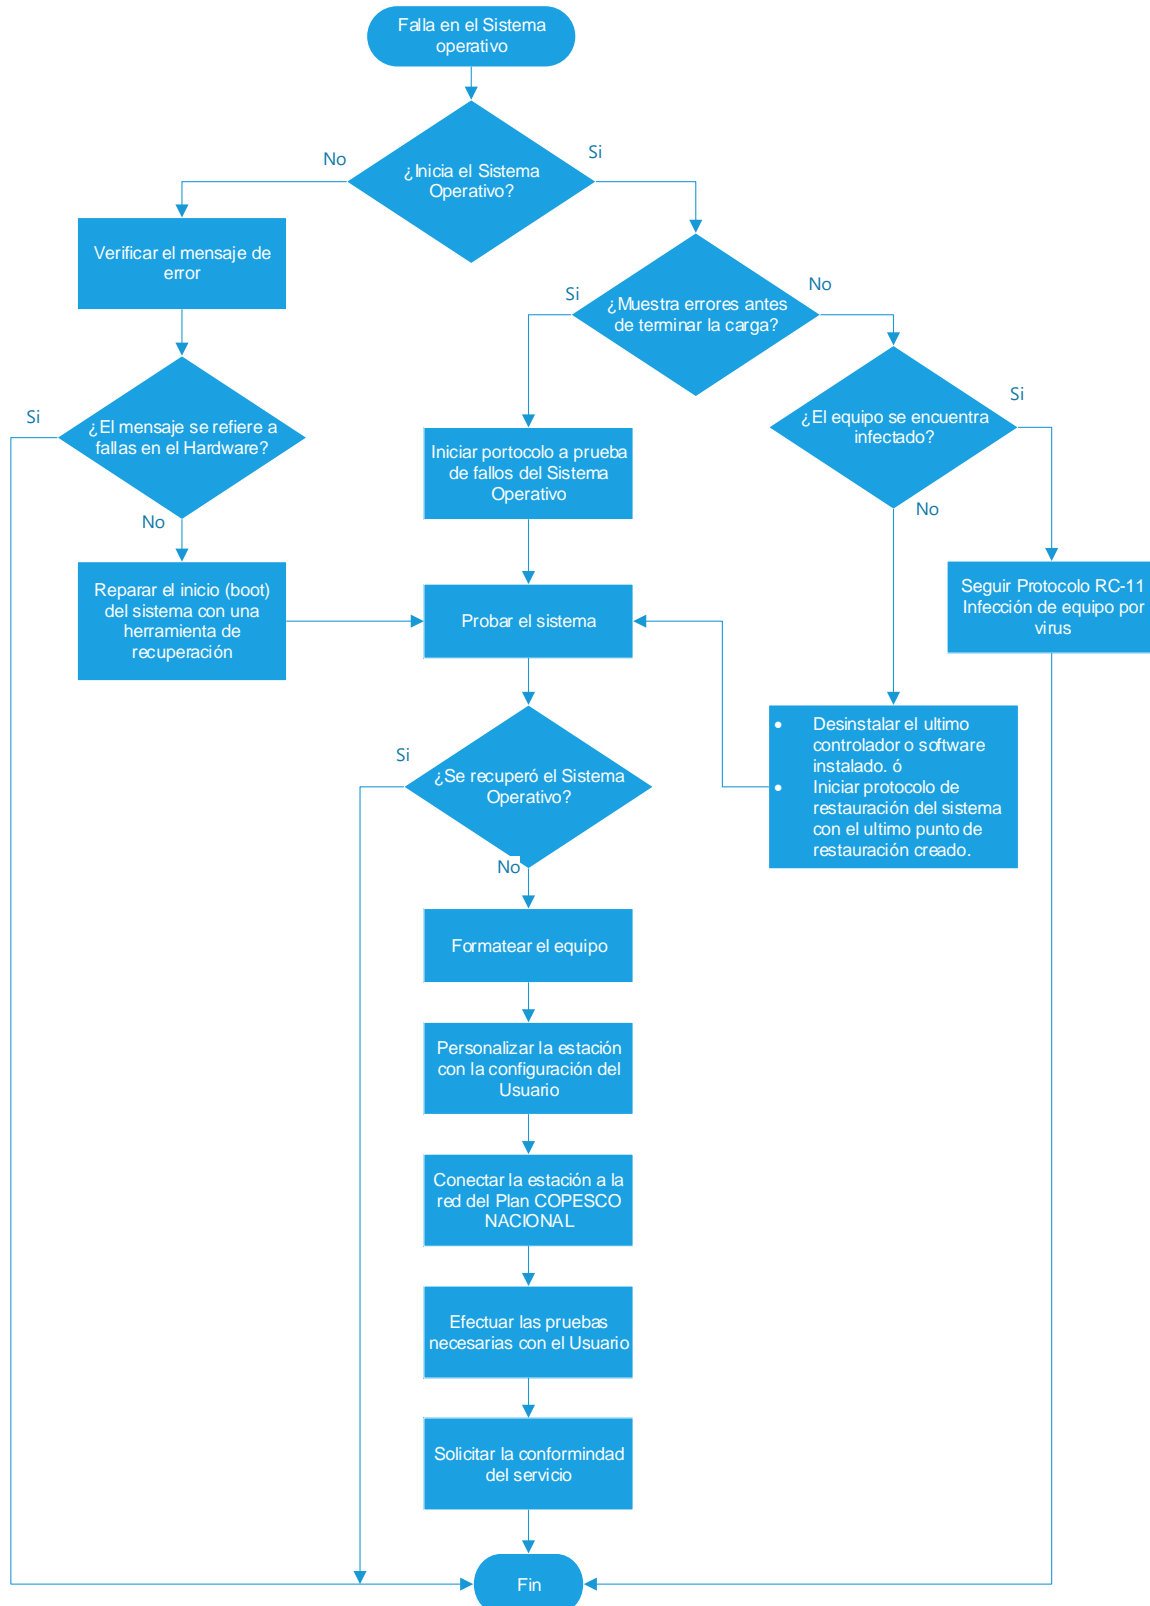 Falla en el Sistema
operativo
¿Inicia el Sistema
Operativo?
No
Si
Verificar el mensaje de
error
¿Muestra errores antes
de terminar la carga?
Si
No
¿El mensaje se refiere a
fallas en el Hardware?
Si
No
¿El equipo se encuentra
infectado?
Si
No
Iniciar portocolo a prueba
de fallos del Sistema
Operativo
Reparar el inicio (boot)
del sistema con una
herramienta de
recuperación
Probar el sistema
Seguir Protocolo RC-11
Infección de equipo por
virus
• Desinstalar el ultimo
controlador o software
instalado. ó
• Iniciar protocolo de
restauración del sistema
con el ultimo punto de
restauración creado.
¿Se recuperó el Sistema
Operativo?
Si
No
Formatear el equipo
Personalizar la estación
con la configuración del
Usuario
Conectar la estación a la
red del Plan COPESCO
NACIONAL
Efectuar las pruebas
necesarias con el Usuario
Solicitar la conformindad
del servicio
Fin